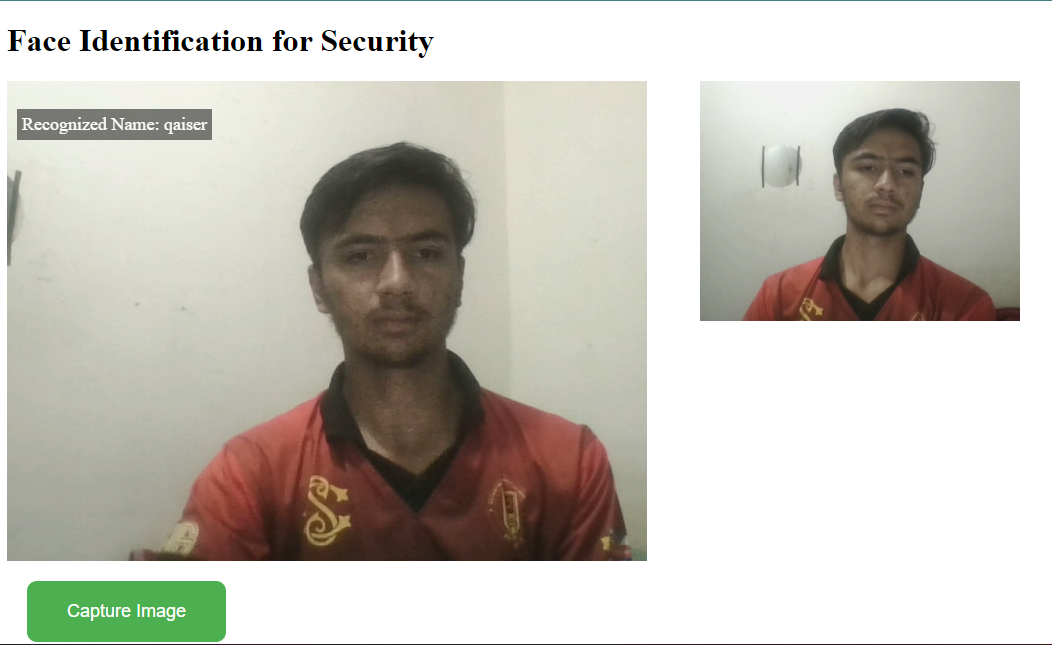 Face Identification for Security
Recognized Name: qaiser
S
Capture Image